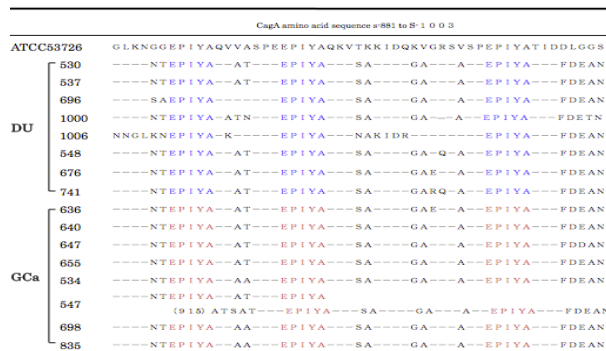 CagA amino acid sequence s-881 to S-1 0 0 3
ATCC53726 GLKNGGEPIYAQVVASPEEPIYAQKVTKKIDQKVGRSVSPEPIYATIDDLGGS
DU
530 ----NTEPIYA--AT----EPIYA----SA-----GA---A---EPIYA----FDEAN
537 ----NTEPIYA--AT----EPIYA----SA-----GA---A---EPIYA----FDEAN
696 ----SAEPIYA---------EPIYA----SA-----GA---A---EPIYA----FDEAN
1000 ----NTEPIYA-ATN----EPIYA----SA-----GA---A---EPIYA----FDETN
1006 NNGLKNEPIYA-K-------EPIYA----NAKIDR------------EPIYA----FDEAN
548 ----NTEPIYA--AT----EPIYA----SA-----GA-Q-A---EPIYA----FDEAN
676 ----NTEPIYA--AT----EPIYA----SA-----GAE--A---EPIYA----FDEAN
741 ----NTEPIYA--AT----EPIYA----SA-----GARQ-A---EPIYA----FDEAN
GCa
636 ----NTEPIYA--AT----EPIYA----SA-----GAE--A---EPIYA----FDEAN
640 ----NTEPIYA--AT----EPIYA----SA-----GA---A---EPIYA----FDEAN
647 ----NTEPIYA--AT----EPIYA----SA-----GA---A---EPIYA----FDDAN
655 ----NTEPIYA--AT----EPIYA----SA-----GA---A---EPIYA----FDEAN
534 ----NTEPIYA--AA----EPIYA----SA-----GA---A---EPIYA----FDEAN
547 ----NTEPIYA--AT----EPIYA
(915) ATSAT----EPIYA----SA-----GA---A---EPIYA----FDEAN
698 ----NTEPIYA--AA----EPIYA----SA-----GA---A---EPIYA----FDEAN
835 ----NTEPIYA--AA----EPIYA----SA-----GA---A---EPIYA----FDEAN